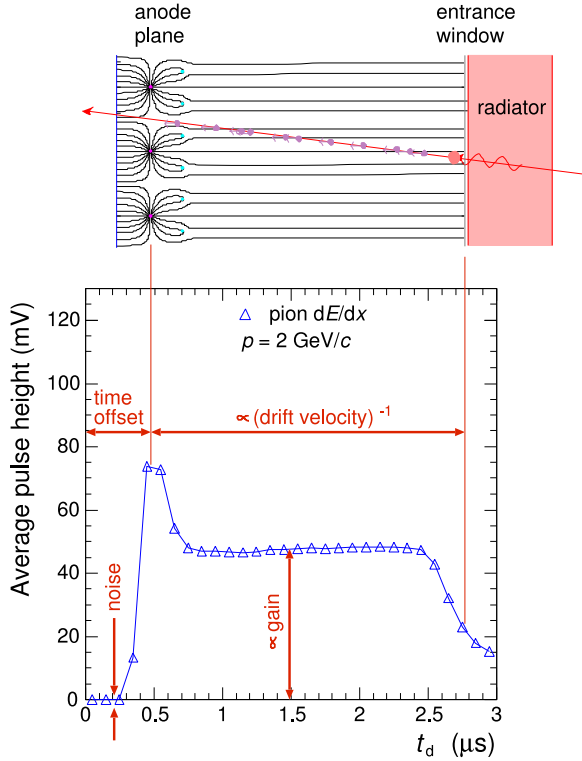 anode
plane
entrance
window
radiator
120
100
80
60
40
20
0
Average pulse height (mV)
pion dE/dx
p = 2 GeV/c
time
offset
∝ (drift velocity) -1
noise
∝ gain
0 0.5 1 1.5 2 2.5 3
td (μs)